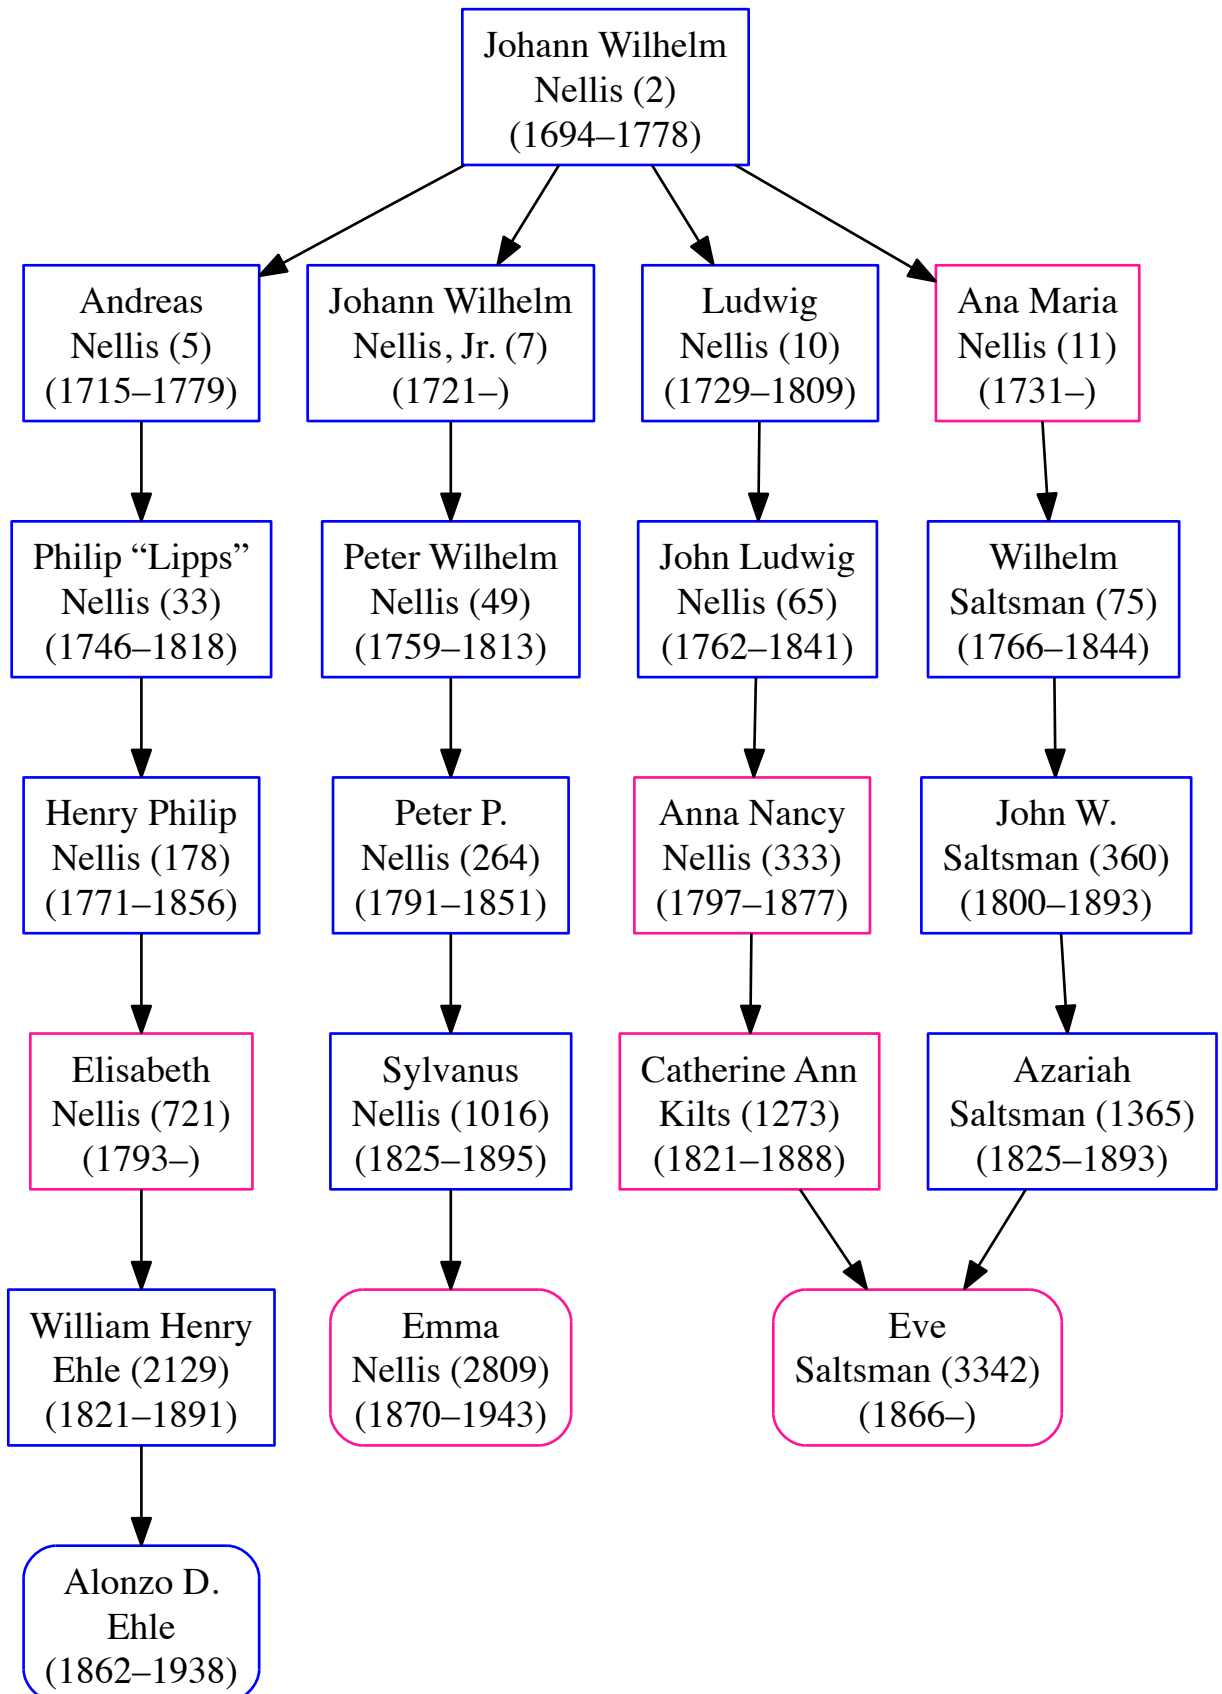 Johann Wilhelm
Nellis (2)
(1694–1778)
Andreas
Nellis (5)
(1715–1779)
Johann Wilhelm
Nellis, Jr. (7)
(1721–)
Ludwig
Nellis (10)
(1729–1809)
Ana Maria
Nellis (11)
(1731–)
Philip “Lipps”
Nellis (33)
(1746–1818)
Peter Wilhelm
Nellis (49)
(1759–1813)
John Ludwig
Nellis (65)
(1762–1841)
Wilhelm
Saltsman (75)
(1766–1844)
Henry Philip
Nellis (178)
(1771–1856)
Peter P.
Nellis (264)
(1791–1851)
Anna Nancy
Nellis (333)
(1797–1877)
John W.
Saltsman (360)
(1800–1893)
Elisabeth
Nellis (721)
(1793–)
Sylvanus
Nellis (1016)
(1825–1895)
Catherine Ann
Kilts (1273)
(1821–1888)
Azariah
Saltsman (1365)
(1825–1893)
William Henry
Ehle (2129)
(1821–1891)
Emma
Nellis (2809)
(1870–1943)
Eve
Saltsman (3342)
(1866–)
Alonzo D.
Ehle
(1862–1938)